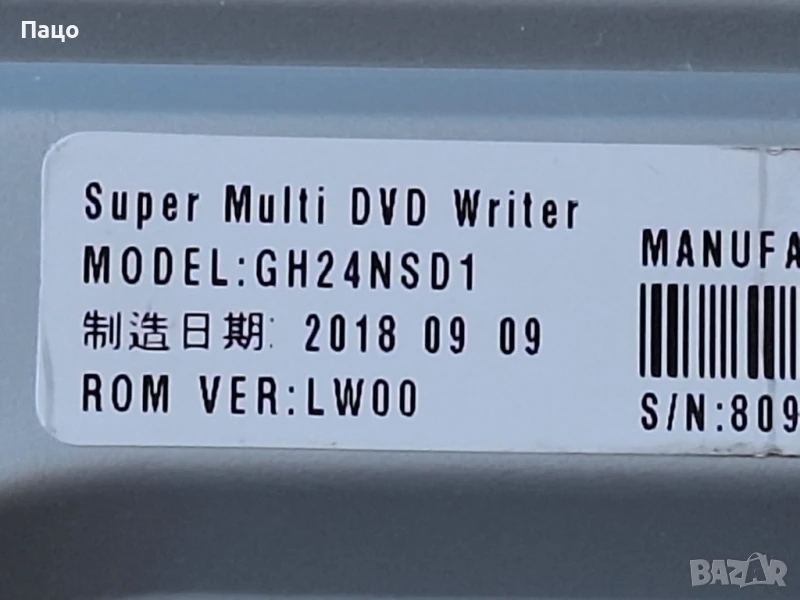 Пацо
Super Multi DVD Writer
MODEL:GH24NSD1
制造日期: 2018 09 09
ROM VER:LW00
MANUFA
S/N:809
BAZAR